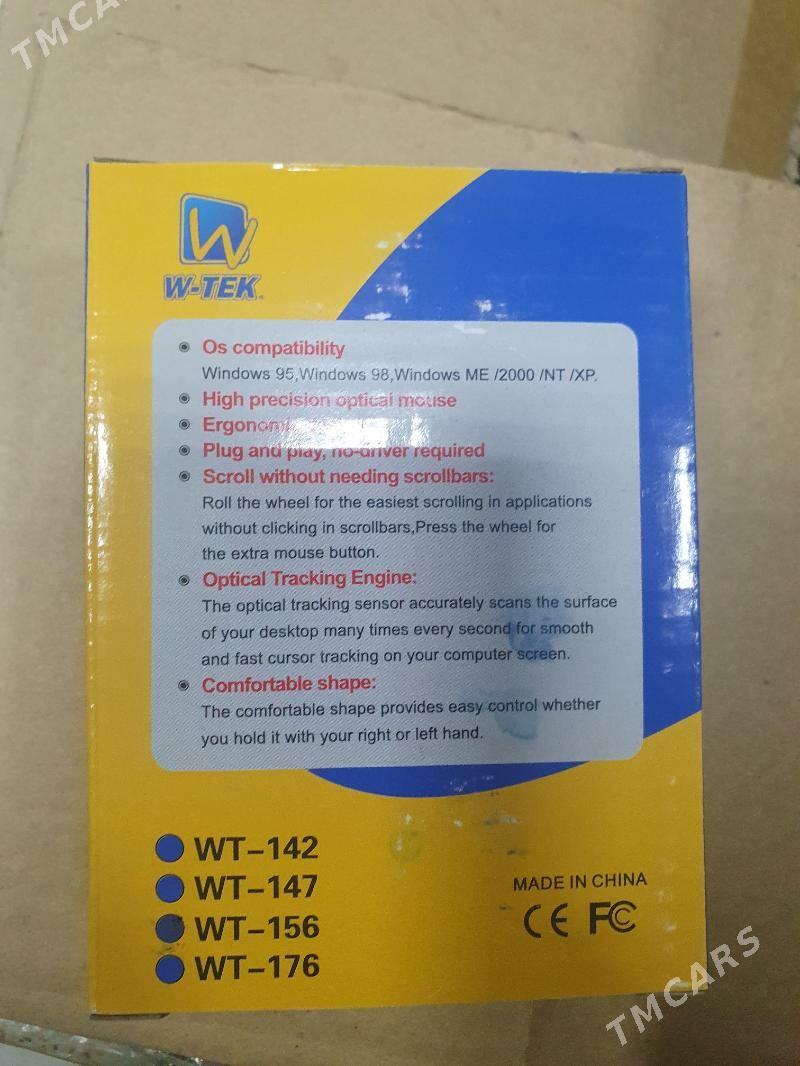 TMCARS
W
W-TEK
Os compatibility
Windows 95,Windows 98,Windows ME /2000 /NT /XP.
High precision optical mouse
Ergonomic
Plug and play, no-driver required
Scroll without needing scrollbars:
Roll the wheel for the easiest scrolling in applications
without clicking in scrollbars,Press the wheel for
the extra mouse button.
Optical Tracking Engine:
The optical tracking sensor accurately scans the surface
of your desktop many times every second for smooth
and fast cursor tracking on your computer screen.
Comfortable shape:
The comfortable shape provides easy control whether
you hold it with your right or left hand.
WT-142
WT-147
WT-156
WT-176
MADE IN CHINA
CE FC
TMCARS